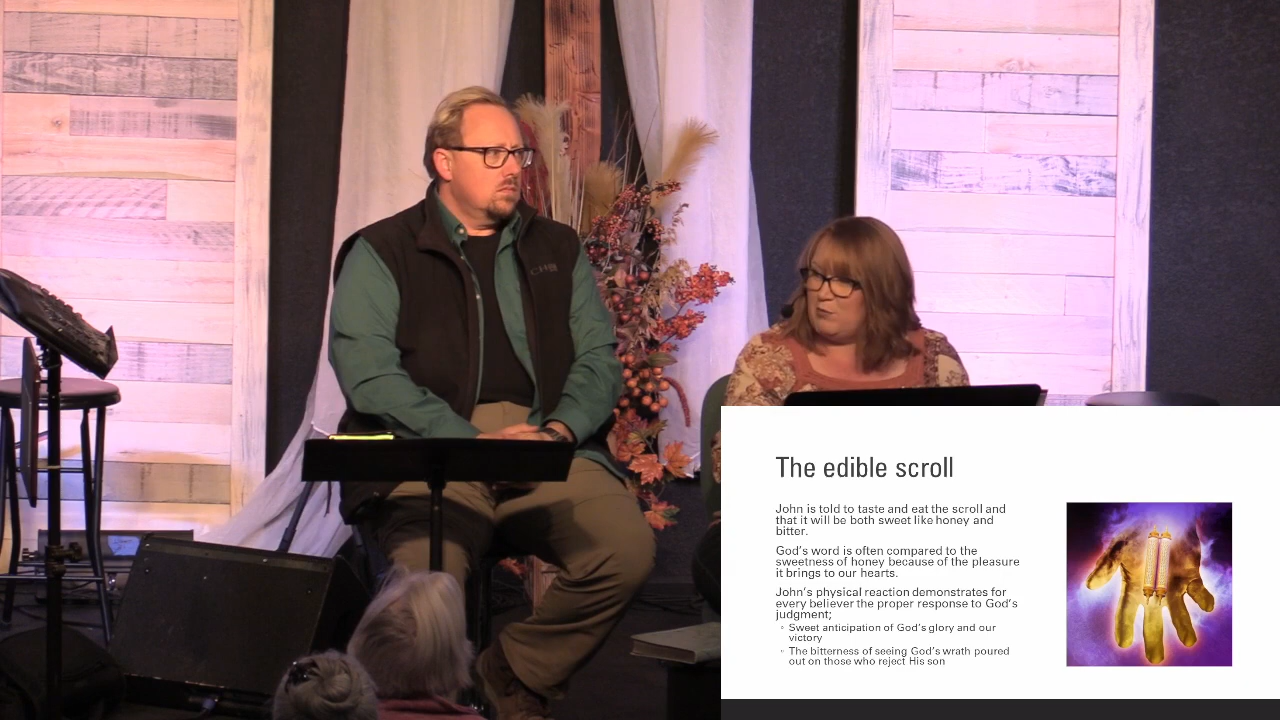 The edible scroll
John is told to taste and eat the scroll and
that it will be both sweet like honey and
bitter.
God's word is often compared to the
sweetness of honey because of the pleasure
it brings to our hearts.
John's physical reaction demonstrates for
every believer the proper response to God's
judgment;
◦ Sweet anticipation of God's glory and our
victory
◦ The bitterness of seeing God's wrath poured
out on those who reject His son